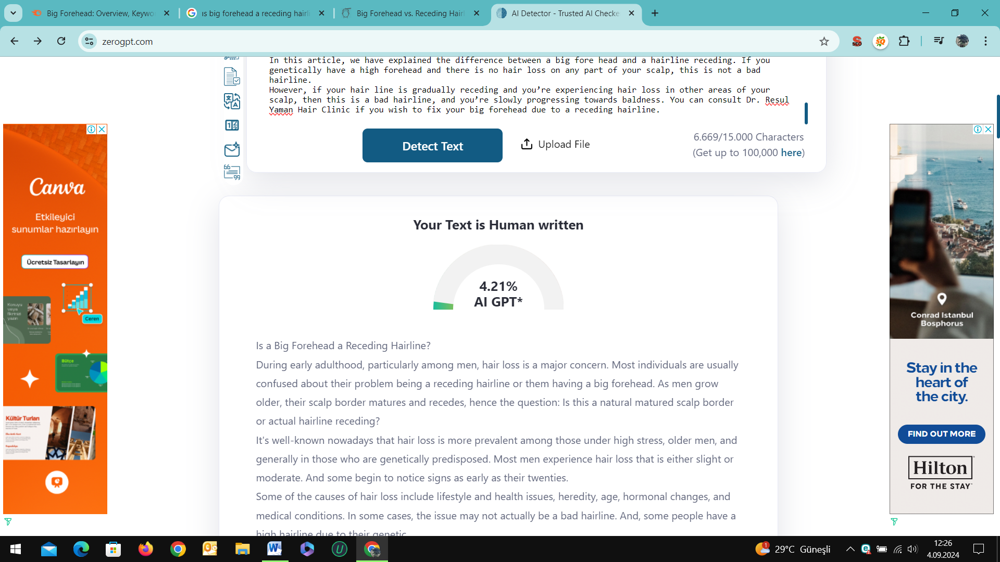 Big Forehead: Overview, Keywo
ıs big forehead a receding hairli
Big Forehead vs. Receding Hairl
AI Detector - Trusted AI Checke
zerogpt.com
In this article, we have explained the difference between a big fore head and a hairline receding. If you
genetically have a high forehead and there is no hair loss on any part of your scalp, this is not a bad
hairline.
However, if your hair line is gradually receding and you’re experiencing hair loss in other areas of your
scalp, then this is a bad hairline, and you’re slowly progressing towards baldness. You can consult Dr. Resul
Yaman Hair Clinic if you wish to fix your big forehead due to a receding hairline.
Detect Text
Upload File
6.669/15.000 Characters
(Get up to 100,000 here)
Your Text is Human written
4.21%
AI GPT*
Is a Big Forehead a Receding Hairline?
During early adulthood, particularly among men, hair loss is a major concern. Most individuals are usually
confused about their problem being a receding hairline or them having a big forehead. As men grow
older, their scalp border matures and recedes, hence the question: Is this a natural matured scalp border
or actual hairline receding?
It's well-known nowadays that hair loss is more prevalent among those under high stress, older men, and
generally in those who are genetically predisposed. Most men experience hair loss that is either slight or
moderate. And some begin to notice signs as early as their twenties.
Some of the causes of hair loss include lifestyle and health issues, heredity, age, hormonal changes, and
medical conditions. In some cases, the issue may not actually be a bad hairline. And, some people have a
high hairline due to their genetic
Canva
Etkileyici
sunumlar hazırlayın
Ücretsiz Tasarlayın
Konuyu
veya
fikrinizi
yazın
Ceren
Bütçe
Kültür Turları
Conrad Istanbul
Bosphorus
Stay in the
heart of
the city.
FIND OUT MORE
Hilton
FOR THE STAY
29°C Güneşli
12:26
4.09.2024